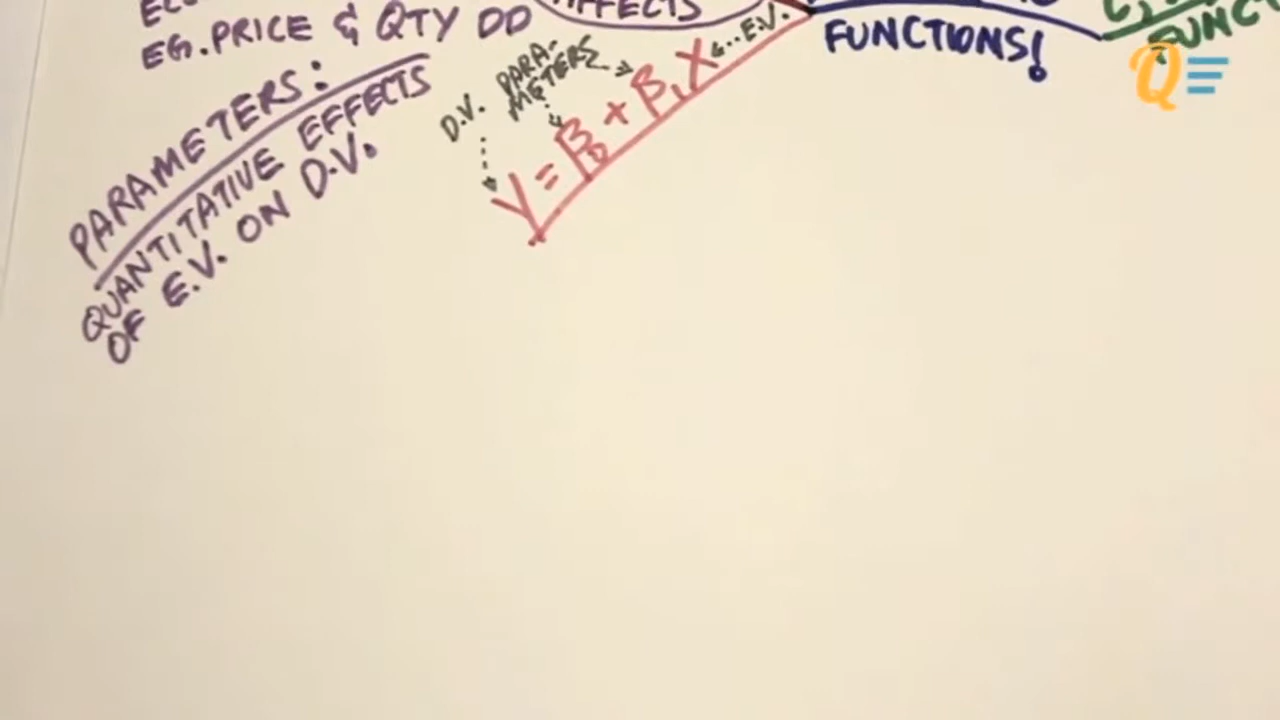 EG. PRICE & QTY DD
EFFECTS
FUNCTIONS!
PARAMETERS:
QUANTITATIVE EFFECTS
OF E.V. ON D.V.
D.V.
PARA-
METERS
E.V.
Y = β0 + β1X